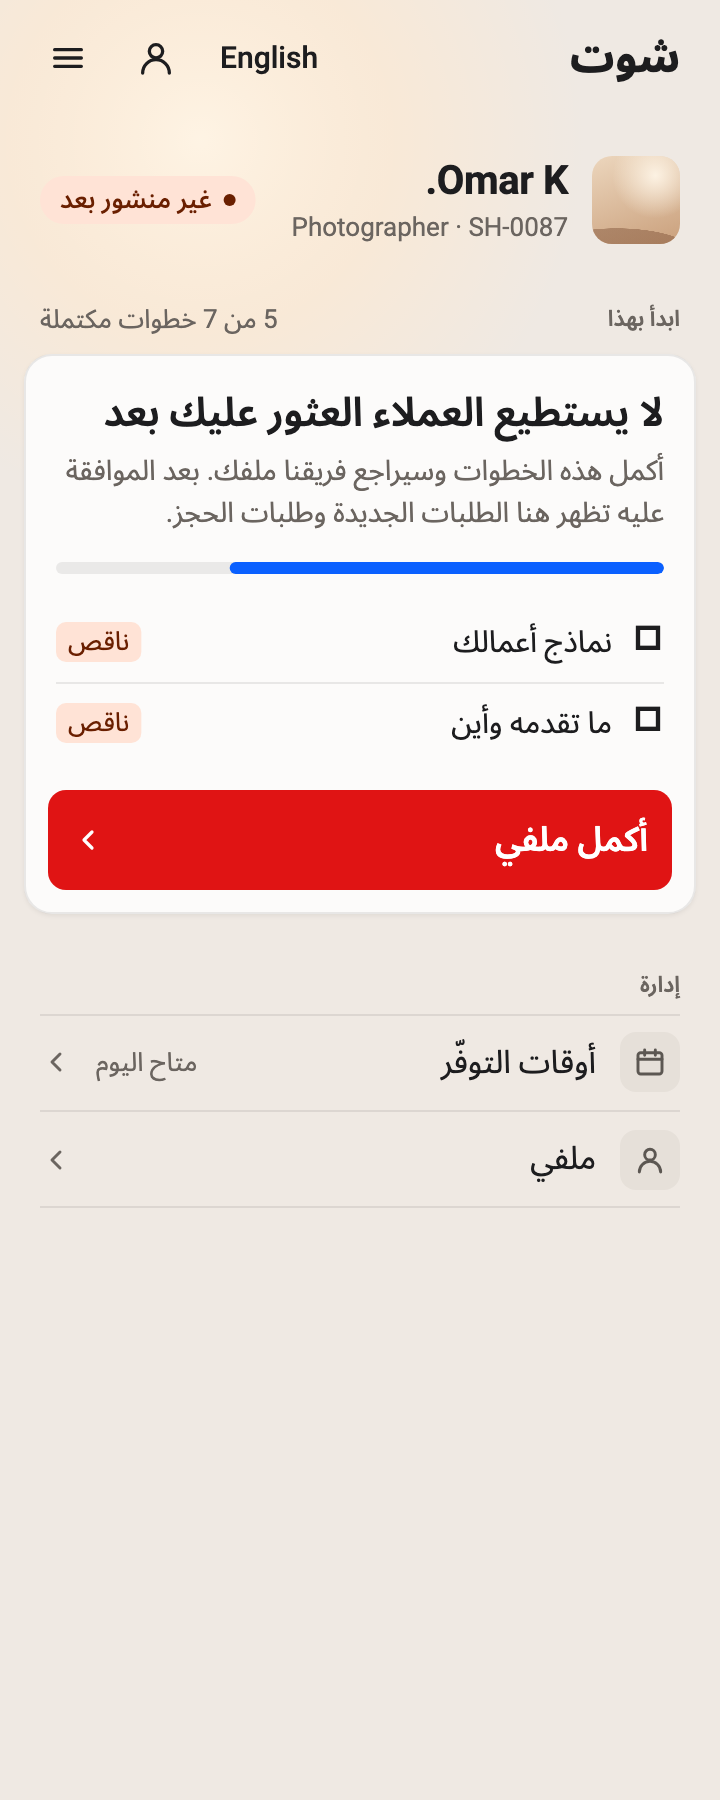 شوت
English
Omar K.
Photographer · SH-0087
غير منشور بعد
ابدأ بهذا
5 من 7 خطوات مكتملة
لا يستطيع العملاء العثور عليك بعد
أكمل هذه الخطوات وسيراجع فريقنا ملفك. بعد الموافقة
عليه تظهر هنا الطلبات الجديدة وطلبات الحجز.
نماذج أعمالك
ناقص
ما تقدمه وأين
ناقص
أكمل ملفي
إدارة
أوقات التوفّر
متاح اليوم
ملفي